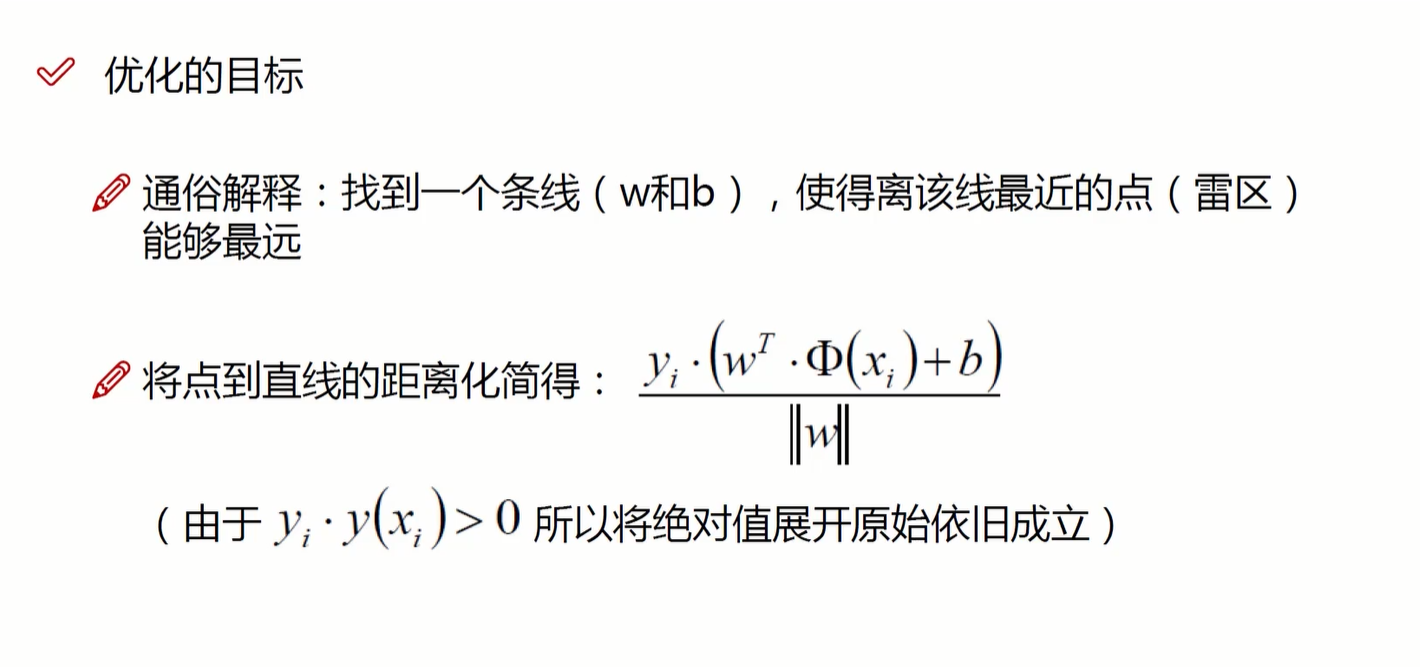 优化的目标
通俗解释：找到一个条线（w和b），使得离该线最近的点（雷区）
能够最远
将点到直线的距离化简得： $\frac{y_i \cdot (w^T \cdot \Phi(x_i) + b)}{\|w\|}$
（由于 $y_i \cdot y(x_i) > 0$ 所以将绝对值展开原始依旧成立）